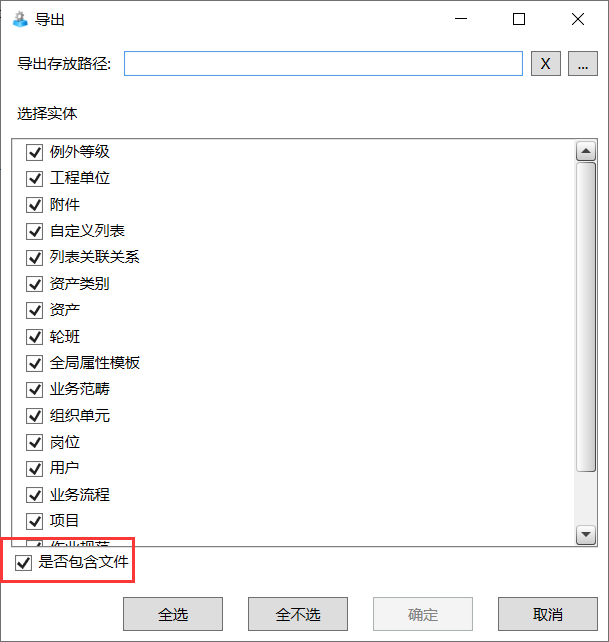 导出
导出存放路径: X ...
选择实体
例外等级
工程单位
附件
自定义列表
列表关联关系
资产类别
资产
轮班
全局属性模板
业务范畴
组织单元
岗位
用户
业务流程
项目
作业规范
是否包含文件
全选 全不选 确定 取消